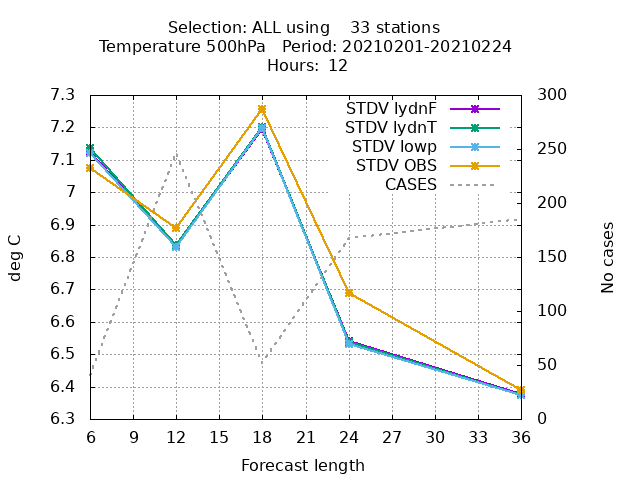 Selection: ALL using    33 stations
Temperature 500hPa   Period: 20210201-20210224
Hours:  12
7.3
7.2
7.1
7
6.9
6.8
6.7
6.6
6.5
6.4
6.3
deg C
STDV lydnF
STDV lydnT
STDV lowp
STDV OBS
CASES
300
250
200
150
100
50
0
No cases
6 9 12 15 18 21 24 27 30 33 36
Forecast length